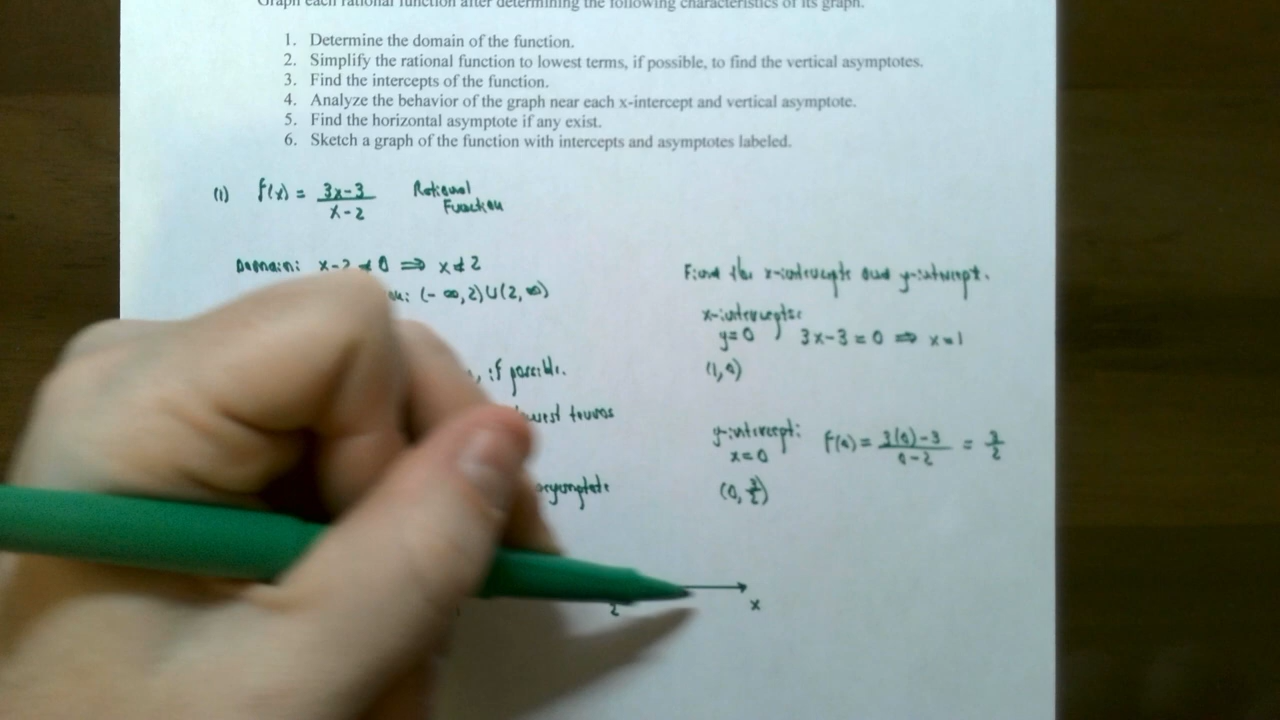 Graph each rational function after determining the following characteristics of its graph.
1. Determine the domain of the function.
2. Simplify the rational function to lowest terms, if possible, to find the vertical asymptotes.
3. Find the intercepts of the function.
4. Analyze the behavior of the graph near each x-intercept and vertical asymptote.
5. Find the horizontal asymptote if any exist.
6. Sketch a graph of the function with intercepts and asymptotes labeled.
(1) f(x) = (3x-3)/(x-2) Rational
Function
Domain: x-2 ≠ 0 ⇒ x ≠ 2
(-∞,2)∪(2,∞)
, if possible.
terms
asymptote
Find the x-intercepts and y-intercept.
x-intercepts:
y=0, 3x-3=0 ⇒ x=1
(1,0)
y-intercept: f(0) = (3(0)-3)/(0-2) = 3/2
x=0
(0, 3/2)
2 x